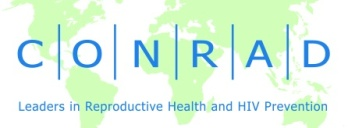 C|O|N|R|A|D
Leaders in Reproductive Health and HIV Prevention